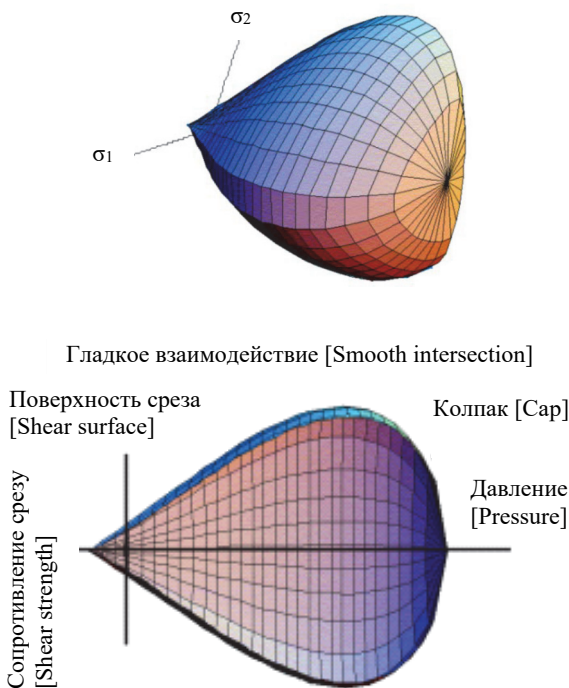 σ2
σ1
Гладкое взаимодействие [Smooth intersection]
Поверхность среза
[Shear surface]
Колпак [Cap]
Давление
[Pressure]
Сопротивление срезу
[Shear strength]